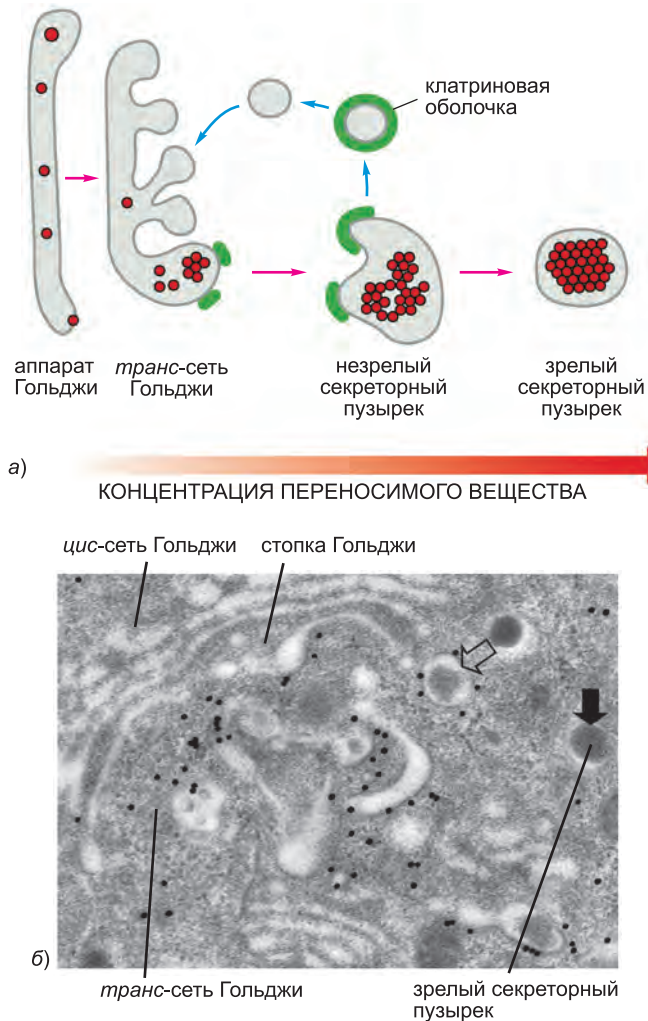 клатриновая
оболочка
аппарат
Гольджи
транс-сеть
Гольджи
незрелый
секреторный
пузырек
зрелый
секреторный
пузырек
а)
КОНЦЕНТРАЦИЯ ПЕРЕНОСИМОГО ВЕЩЕСТВА
цис-сеть Гольджи
стопка Гольджи
б)
транс-сеть Гольджи
зрелый секреторный
пузырек